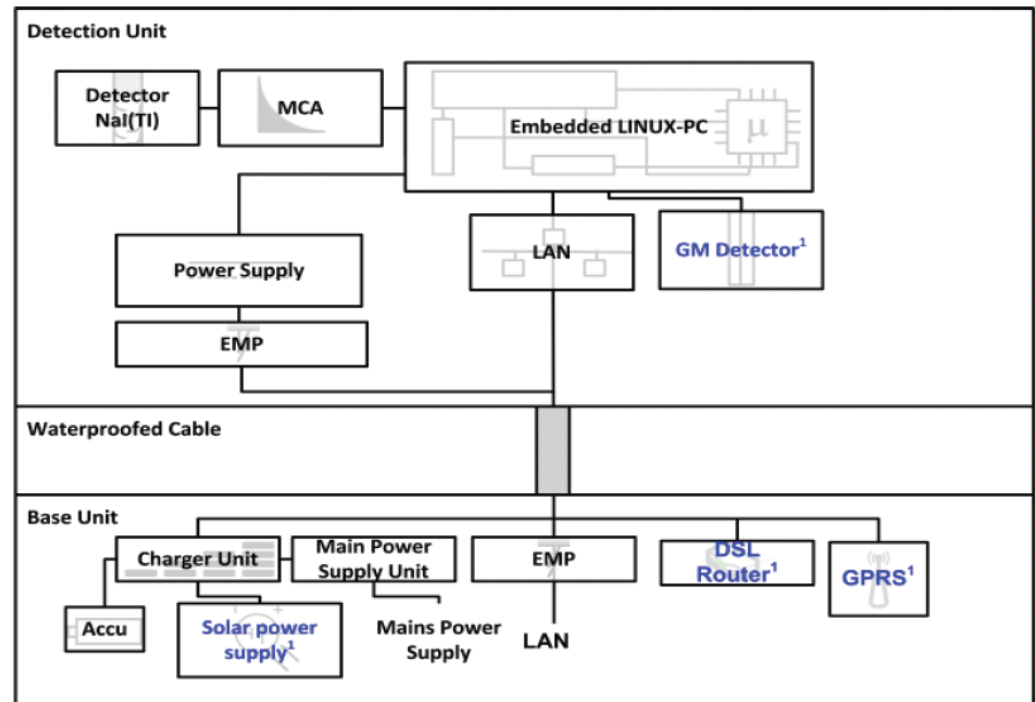 Detection Unit
Detector
NaI(TI)
MCA
Embedded LINUX-PC
μ
Power Supply
LAN
GM Detector¹
EMP
Waterproofed Cable
Base Unit
Charger Unit
Main Power
Supply Unit
EMP
DSL
Router¹
GPRS¹
Accu
Solar power
supply¹
Mains Power
Supply
LAN